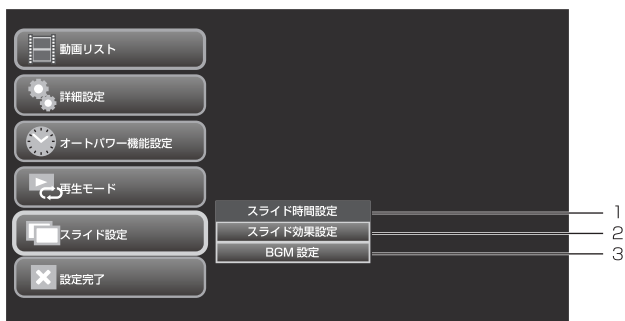 動画リスト
詳細設定
オートパワー機能設定
再生モード
スライド設定
設定完了
スライド時間設定
スライド効果設定
BGM 設定
1
2
3